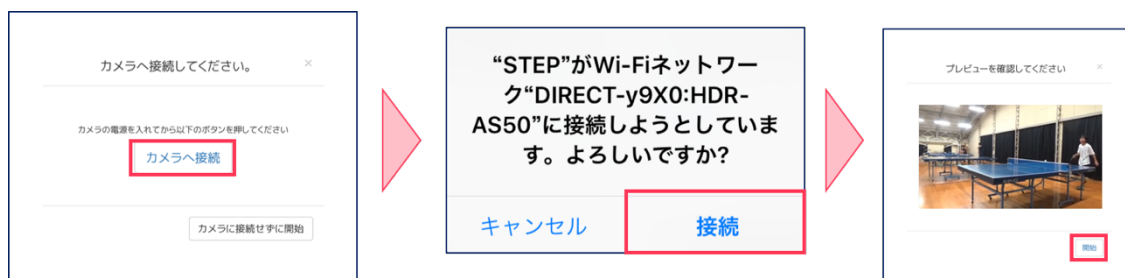 カメラへ接続してください。
×
カメラの電源を入れてから以下のボタンを押してください
カメラへ接続
カメラに接続せずに開始
“STEP”がWi-Fiネットワー
ク“DIRECT-y9X0:HDR-
AS50”に接続しようとしていま
す。よろしいですか?
キャンセル
接続
プレビューを確認してください
×
開始